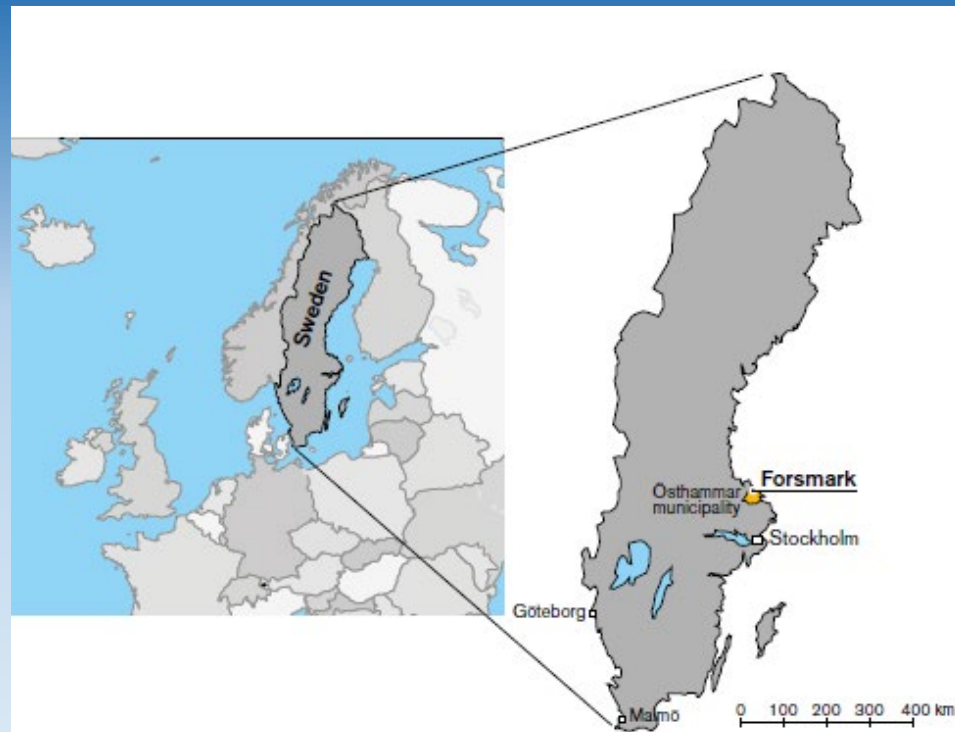 Sweden
Forsmark
Östhammar
municipality
Stockholm
Göteborg
Malmö
0 100 200 300 400 km